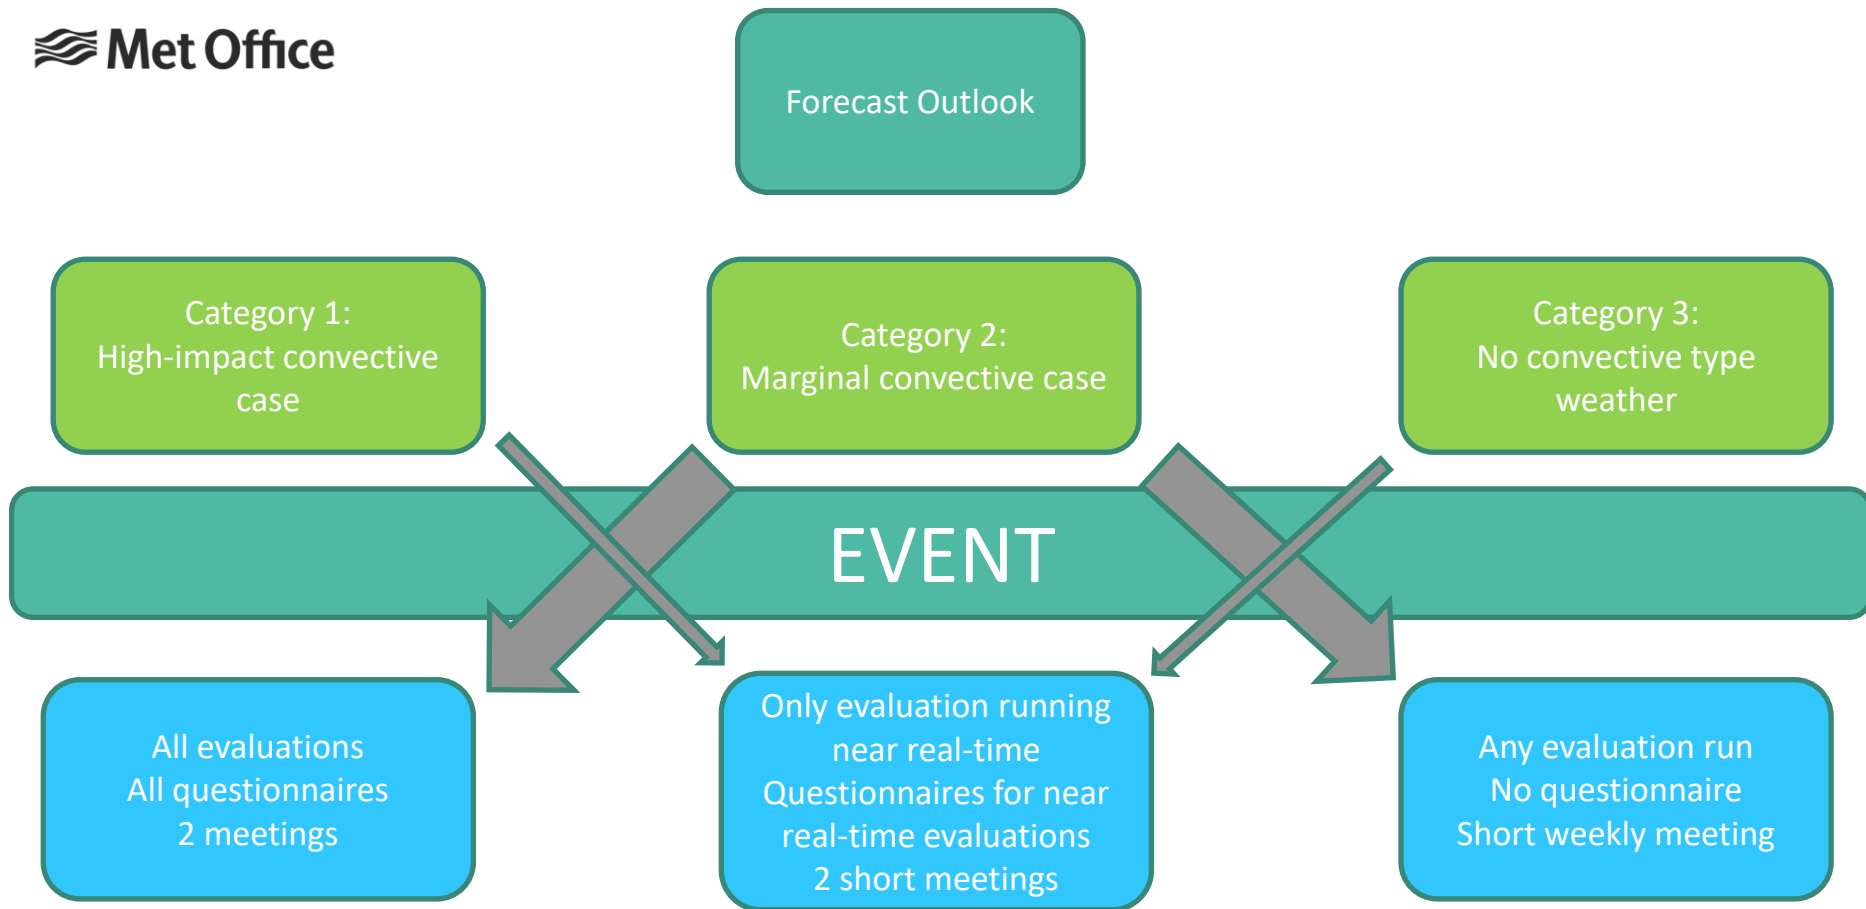 Met Office
Forecast Outlook
Category 1:
High-impact convective
case
Category 2:
Marginal convective case
Category 3:
No convective type
weather
EVENT
All evaluations
All questionnaires
2 meetings
Only evaluation running
near real-time
Questionnaires for near
real-time evaluations
2 short meetings
Any evaluation run
No questionnaire
Short weekly meeting